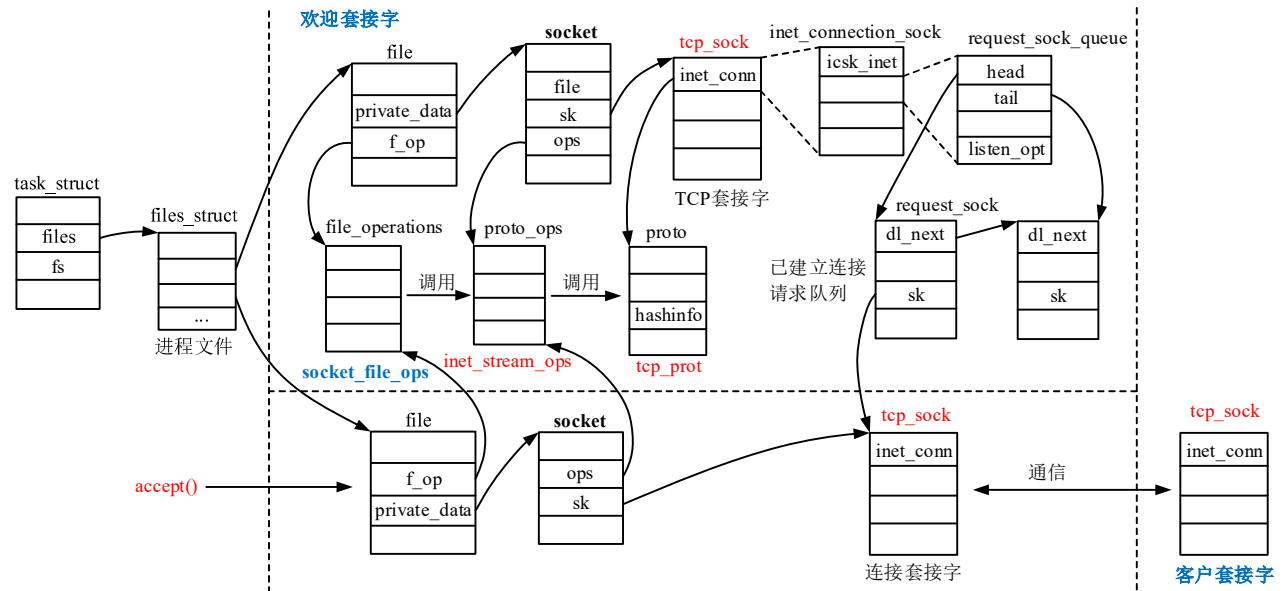 欢迎套接字
file
private_data
f_op
socket
file
sk
ops
tcp_sock
inet_conn
TCP套接字
inet_connection_sock
icsk_inet
request_sock_queue
head
tail
listen_opt
task_struct
files
fs
files_struct
...
进程文件
file_operations
socket_file_ops
调用
proto_ops
inet_stream_ops
调用
proto
hashinfo
tcp_prot
已建立连接
请求队列
request_sock
dl_next
sk
dl_next
sk
accept()
file
f_op
private_data
socket
ops
sk
tcp_sock
inet_conn
连接套接字
通信
tcp_sock
inet_conn
客户套接字